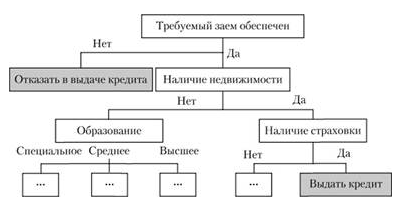 Требуемый заем обеспечен
Нет
Да
Отказать в выдаче кредита
Наличие недвижимости
Нет
Да
Образование
Наличие страховки
Специальное Среднее Высшее
Нет
Да
...
...
...
...
Выдать кредит